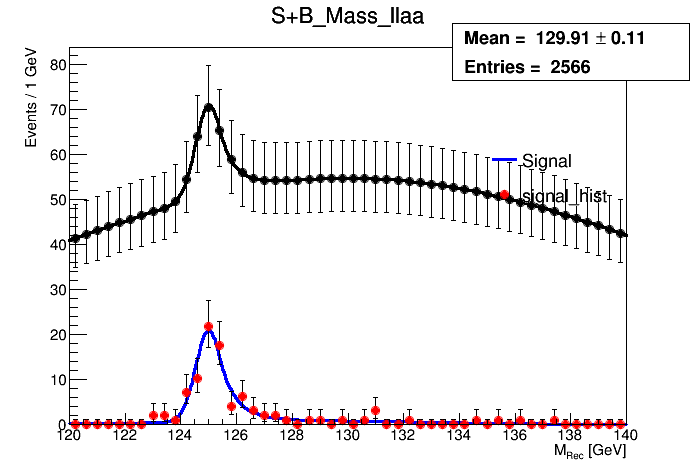 S+B_Mass_llaa
Mean = 129.91 ± 0.11
Entries = 2566
Events / 1 GeV
80
70
60
50
40
30
20
10
0
Signal
signal_hist
120 122 124 126 128 130 132 134 136 138 140
M_Rec [GeV]